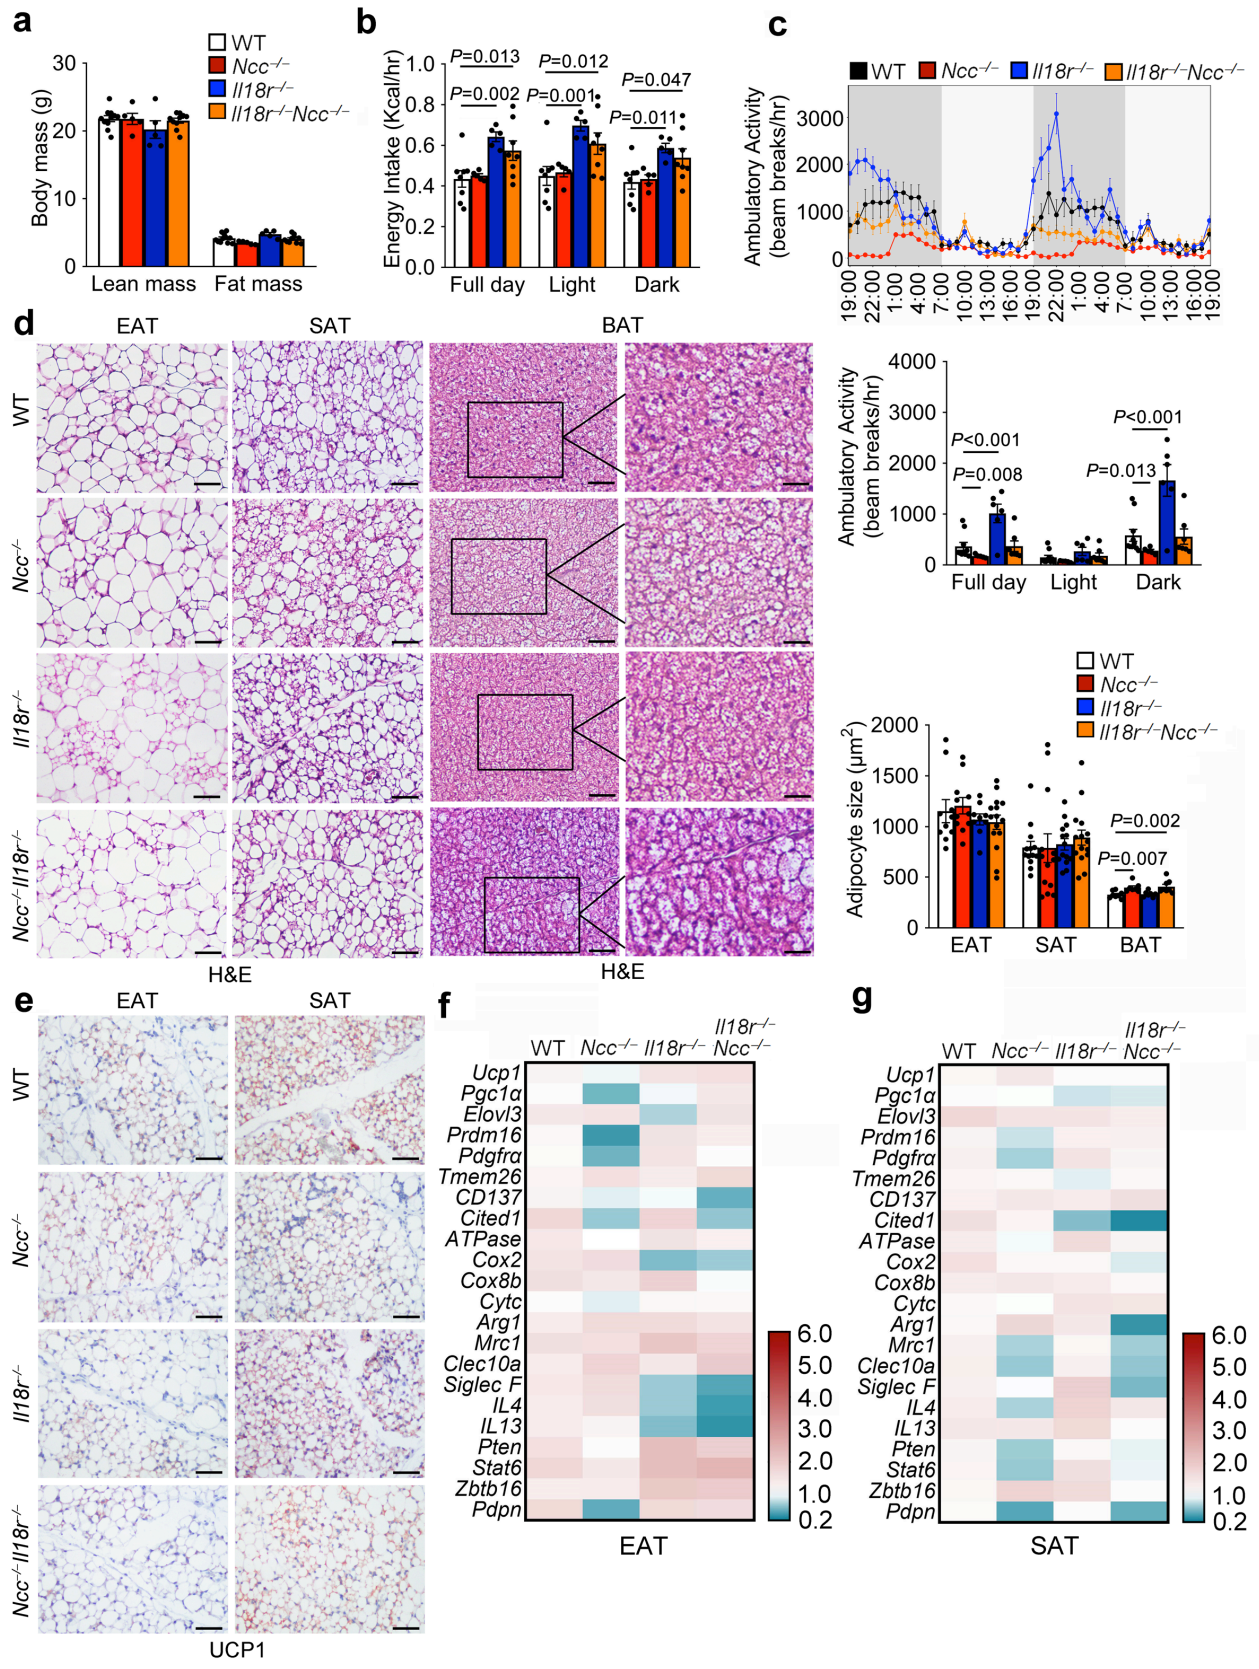 a
Body mass (g)
30
20
10
0
Lean mass Fat mass
WT
Ncc–/–
Il18r–/–
Il18r–/–Ncc–/–
b
Energy Intake (Kcal/hr)
1.0
0.8
0.6
0.4
0.2
0.0
P=0.013
P=0.002
P=0.012
P=0.001
P=0.047
P=0.011
Full day Light Dark
c
WT Ncc–/– Il18r–/– Il18r–/–Ncc–/–
Ambulatory Activity
(beam breaks/hr)
3000
2000
1000
0
19:00 22:00 1:00 4:00 7:00 10:00 13:00 16:00 19:00 22:00 1:00 4:00 7:00 10:00 13:00 16:00 19:00
Ambulatory Activity
(beam breaks/hr)
4000
3000
2000
1000
0
P<0.001
P=0.008
P<0.001
P=0.013
Full day Light Dark
d
EAT SAT BAT
WT
Ncc–/–
Il18r–/–
Ncc–/–Il18r–/–
H&E H&E
WT
Ncc–/–
Il18r–/–
Il18r–/–Ncc–/–
Adipocyte size (μm2)
2000
1500
1000
500
0
P=0.002
P=0.007
EAT SAT BAT
e
EAT SAT
WT
Ncc–/–
Il18r–/–
Ncc–/–Il18r–/–
UCP1
f
Il18r–/–
WT Ncc–/– Il18r–/– Ncc–/–
Ucp1
Pgc1α
Elovl3
Prdm16
Pdgfrα
Tmem26
CD137
Cited1
ATPase
Cox2
Cox8b
Cytc
Arg1
Mrc1
Clec10a
Siglec F
IL4
IL13
Pten
Stat6
Zbtb16
Pdpn
EAT
6.0
5.0
4.0
3.0
2.0
1.0
0.2
g
Il18r–/–
WT Ncc–/– Il18r–/– Ncc–/–
Ucp1
Pgc1α
Elovl3
Prdm16
Pdgfrα
Tmem26
CD137
Cited1
ATPase
Cox2
Cox8b
Cytc
Arg1
Mrc1
Clec10a
Siglec F
IL4
IL13
Pten
Stat6
Zbtb16
Pdpn
SAT
6.0
5.0
4.0
3.0
2.0
1.0
0.2